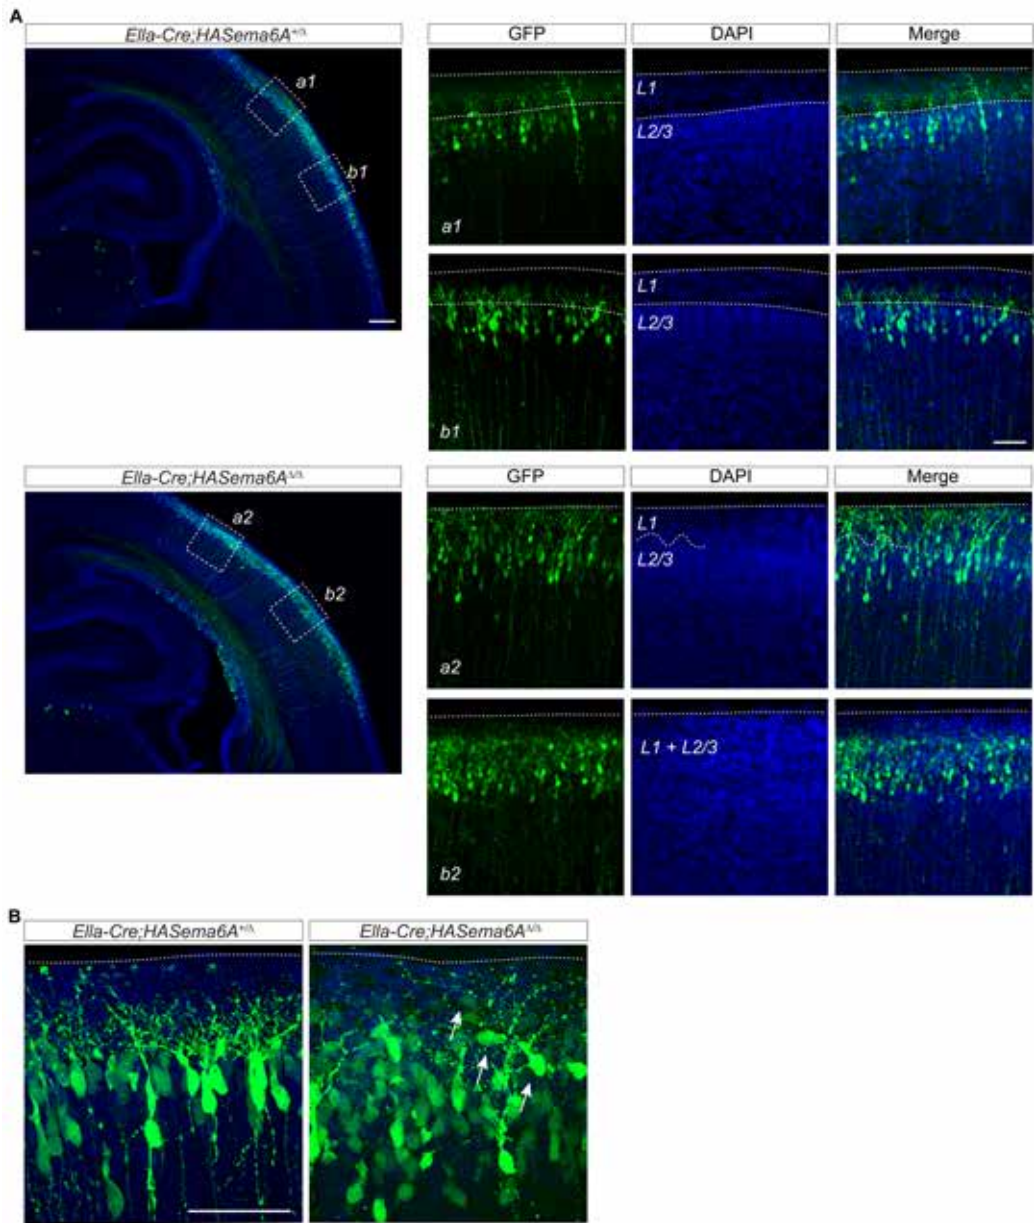 A
Ella-Cre;HASema6A+/Δ
GFP
DAPI
Merge
a1
b1
L1
L2/3
a1
L1
L2/3
b1
Ella-Cre;HASema6AΔ/Δ
GFP
DAPI
Merge
a2
b2
L1
L2/3
a2
L1 + L2/3
b2
B
Ella-Cre;HASema6A+/Δ
Ella-Cre;HASema6AΔ/Δ